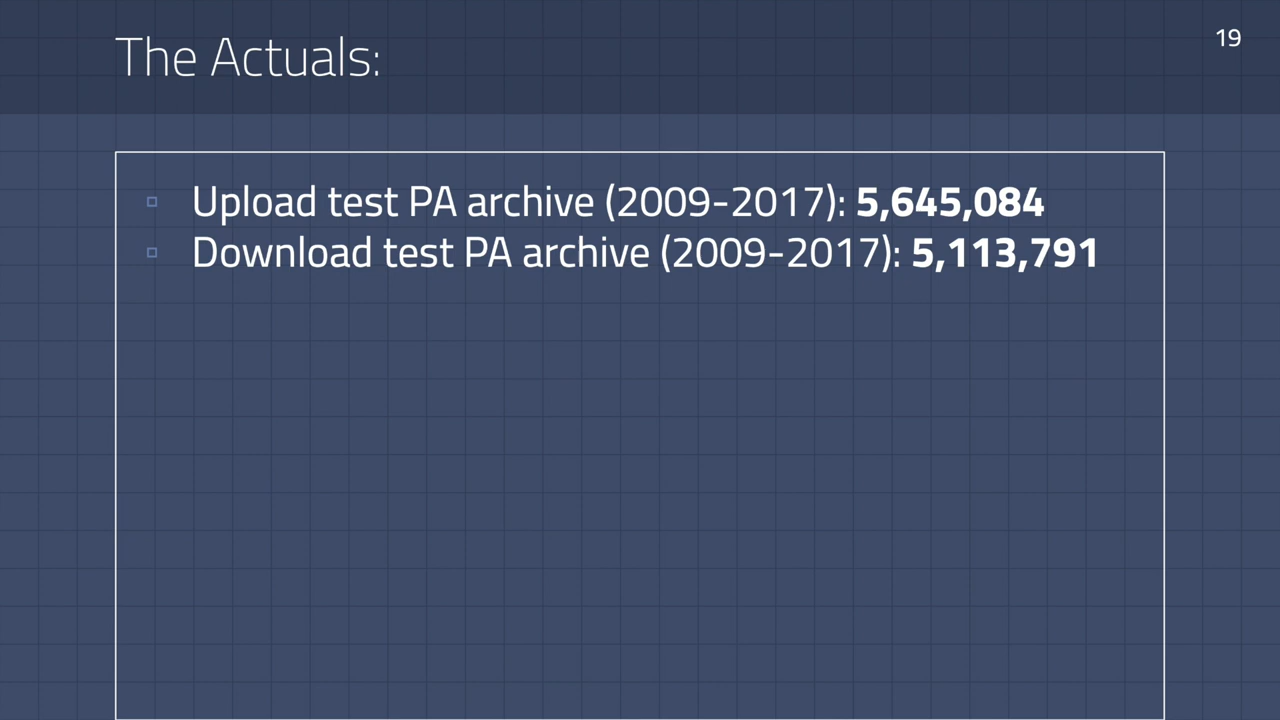 The Actuals:
19
Upload test PA archive (2009-2017): 5,645,084
Download test PA archive (2009-2017): 5,113,791